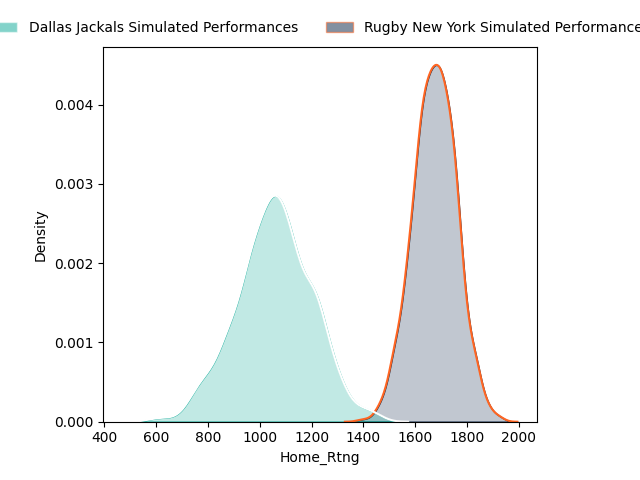 Dallas Jackals Simulated Performances
Rugby New York Simulated Performance
0.004
0.003
0.002
0.001
0.000
Density
400 600 800 1000 1200 1400 1600 1800 2000
Home_Rtng